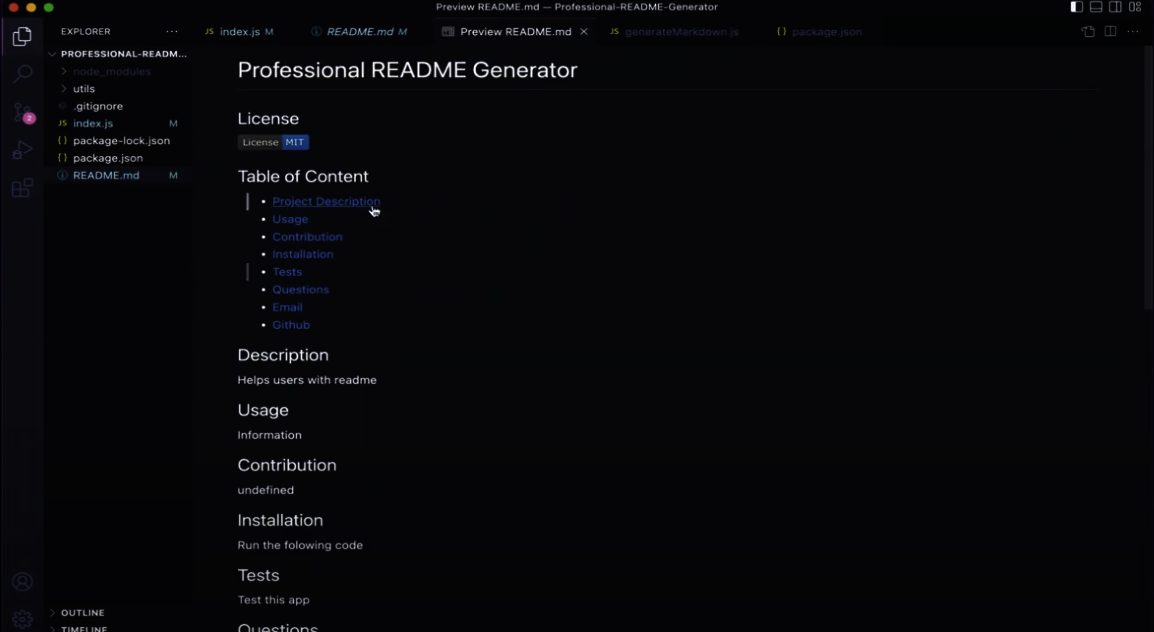 Preview README.md — Professional-README-Generator
EXPLORER
JS index.js M
README.md M
Preview README.md
JS generateMarkdown.js
{} package.json
PROFESSIONAL-READM...
node_modules
utils
.gitignore
JS index.js M
{} package-lock.json
{} package.json
README.md M
2
OUTLINE
TIMELINE
Professional README Generator
License
License MIT
Table of Content
Project Description
Usage
Contribution
Installation
Tests
Questions
Email
Github
Description
Helps users with readme
Usage
Information
Contribution
undefined
Installation
Run the folowing code
Tests
Test this app
Questions